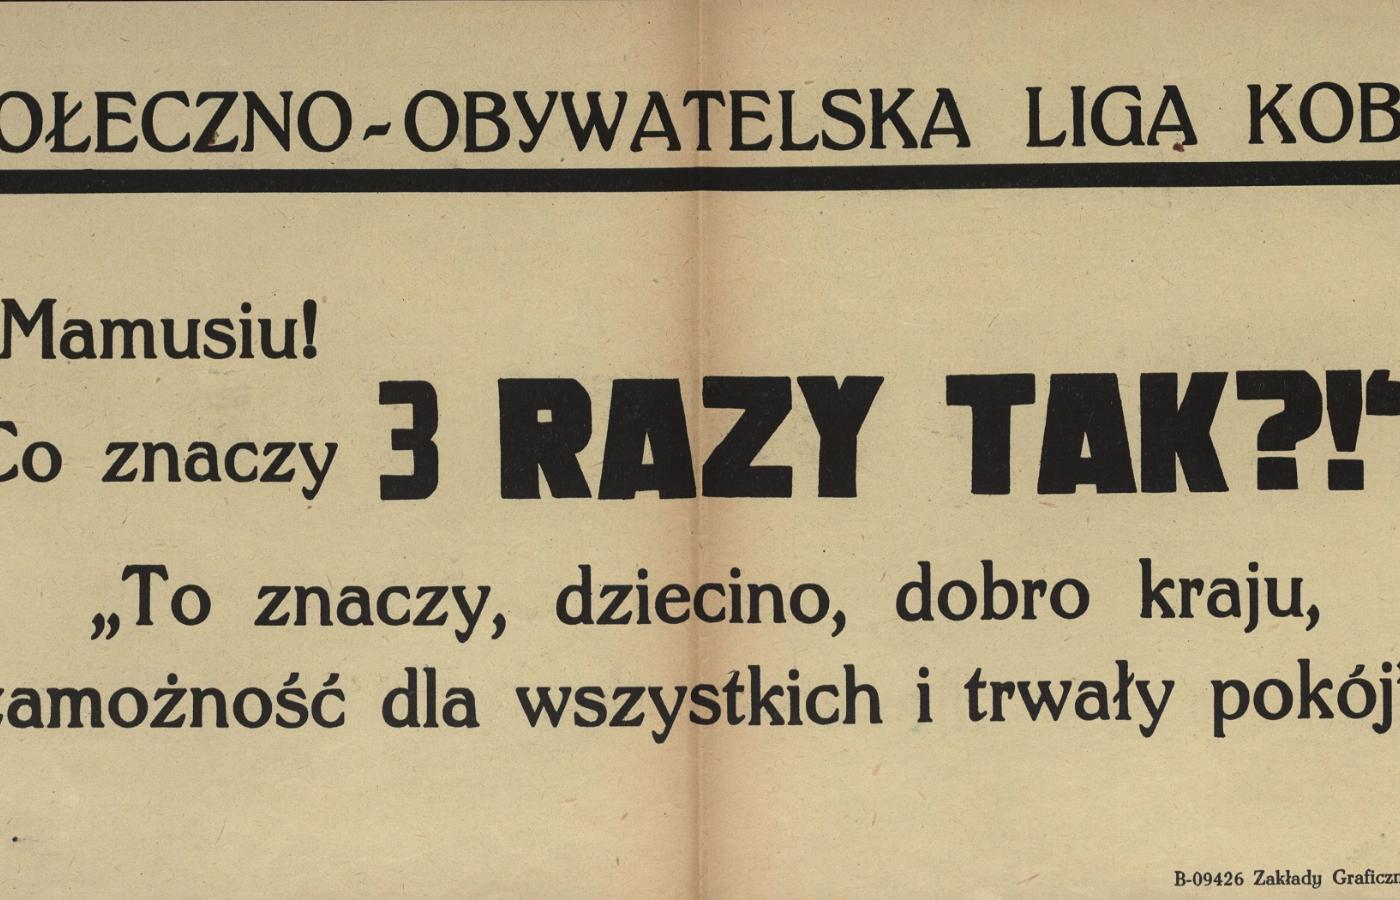 OŁECZNO-OBYWATELSKA LIGA KOB
Mamusiu!
Co znaczy 3 RAZY TAK?!"
„To znaczy, dziecino, dobro kraju,
zamożność dla wszystkich i trwały pokój"
B-09426 Zakłady Graficzn